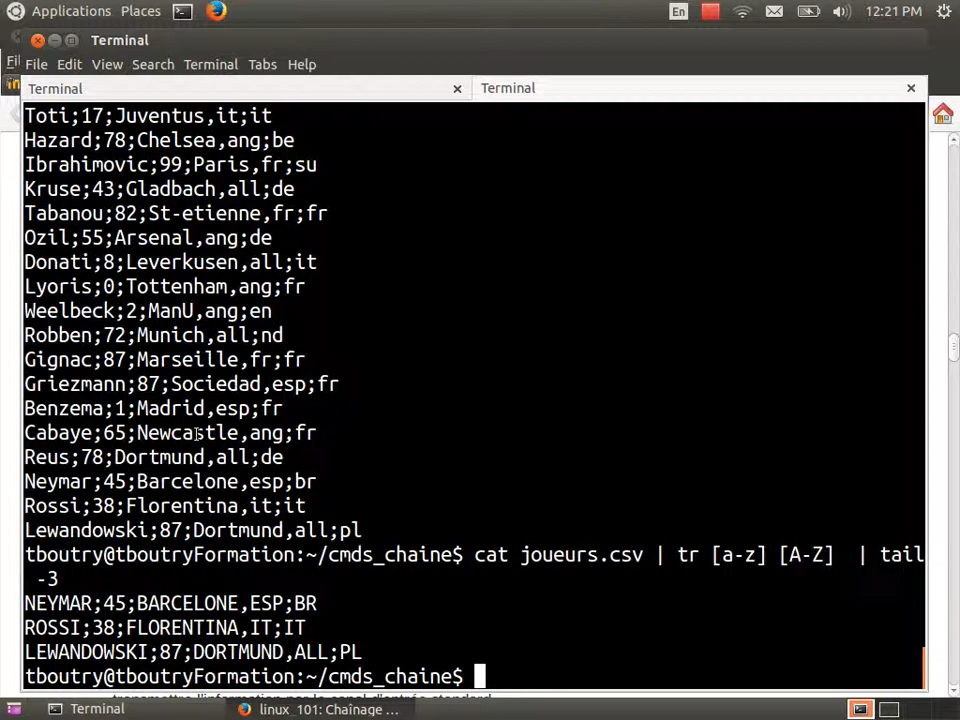 Applications Places En 12:21 PM
Terminal
File Edit View Search Terminal Tabs Help
Terminal Terminal
Toti;17;Juventus,it;it
Hazard;78;Chelsea,ang;be
Ibrahimovic;99;Paris,fr;su
Kruse;43;Gladbach,all;de
Tabanou;82;St-etienne,fr;fr
Ozil;55;Arsenal,ang;de
Donati;8;Leverkusen,all;it
Lyoris;0;Tottenham,ang;fr
Weelbeck;2;ManU,ang;en
Robben;72;Munich,all;nd
Gignac;87;Marseille,fr;fr
Griezmann;87;Sociedad,esp;fr
Benzema;1;Madrid,esp;fr
Cabaye;65;Newcastle,ang;fr
Reus;78;Dortmund,all;de
Neymar;45;Barcelone,esp;br
Rossi;38;Florentina,it;it
Lewandowski;87;Dortmund,all;pl
tboutry@tboutryFormation:~/cmds_chaine$ cat joueurs.csv | tr [a-z] [A-Z]  | tail
 -3
NEYMAR;45;BARCELONE,ESP;BR
ROSSI;38;FLORENTINA,IT;IT
LEWANDOWSKI;87;DORTMUND,ALL;PL
tboutry@tboutryFormation:~/cmds_chaine$
Terminal linux_101: Chaînage ...